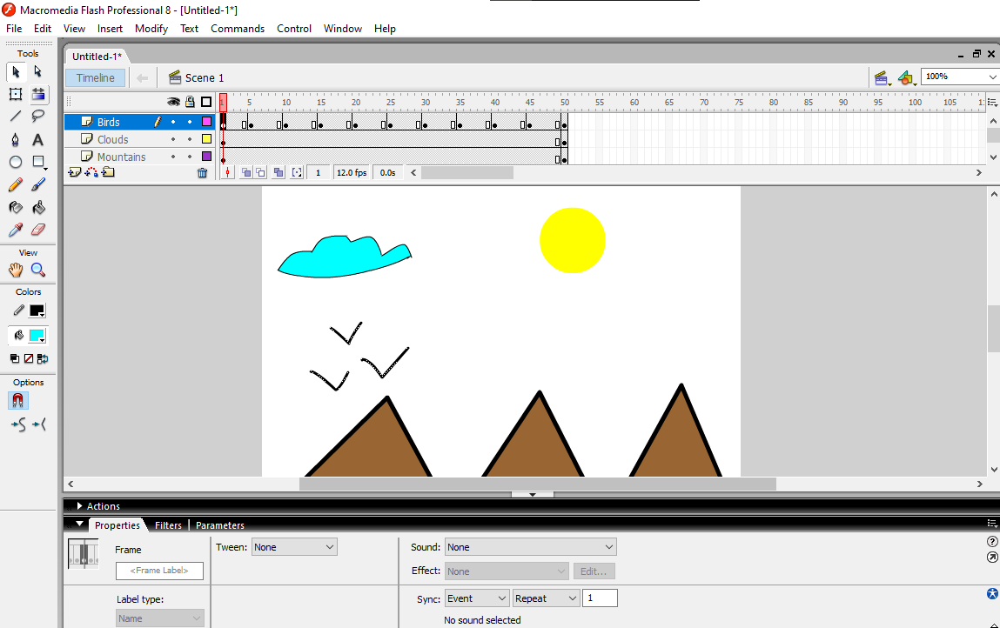 Macromedia Flash Professional 8 - [Untitled-1*]
File Edit View Insert Modify Text Commands Control Window Help
Tools
Untitled-1*
Timeline Scene 1 100%
1 5 10 15 20 25 30 35 40 45 50 55 60 65 70 75 80 85 90 95 100 105
Birds
Clouds
Mountains
1 12.0 fps 0.0s
View
Colors
Options
Actions
Properties Filters Parameters
Frame Tween: None Sound: None
<Frame Label> Effect: None Edit...
Label type: Sync: Event Repeat 1
Name No sound selected